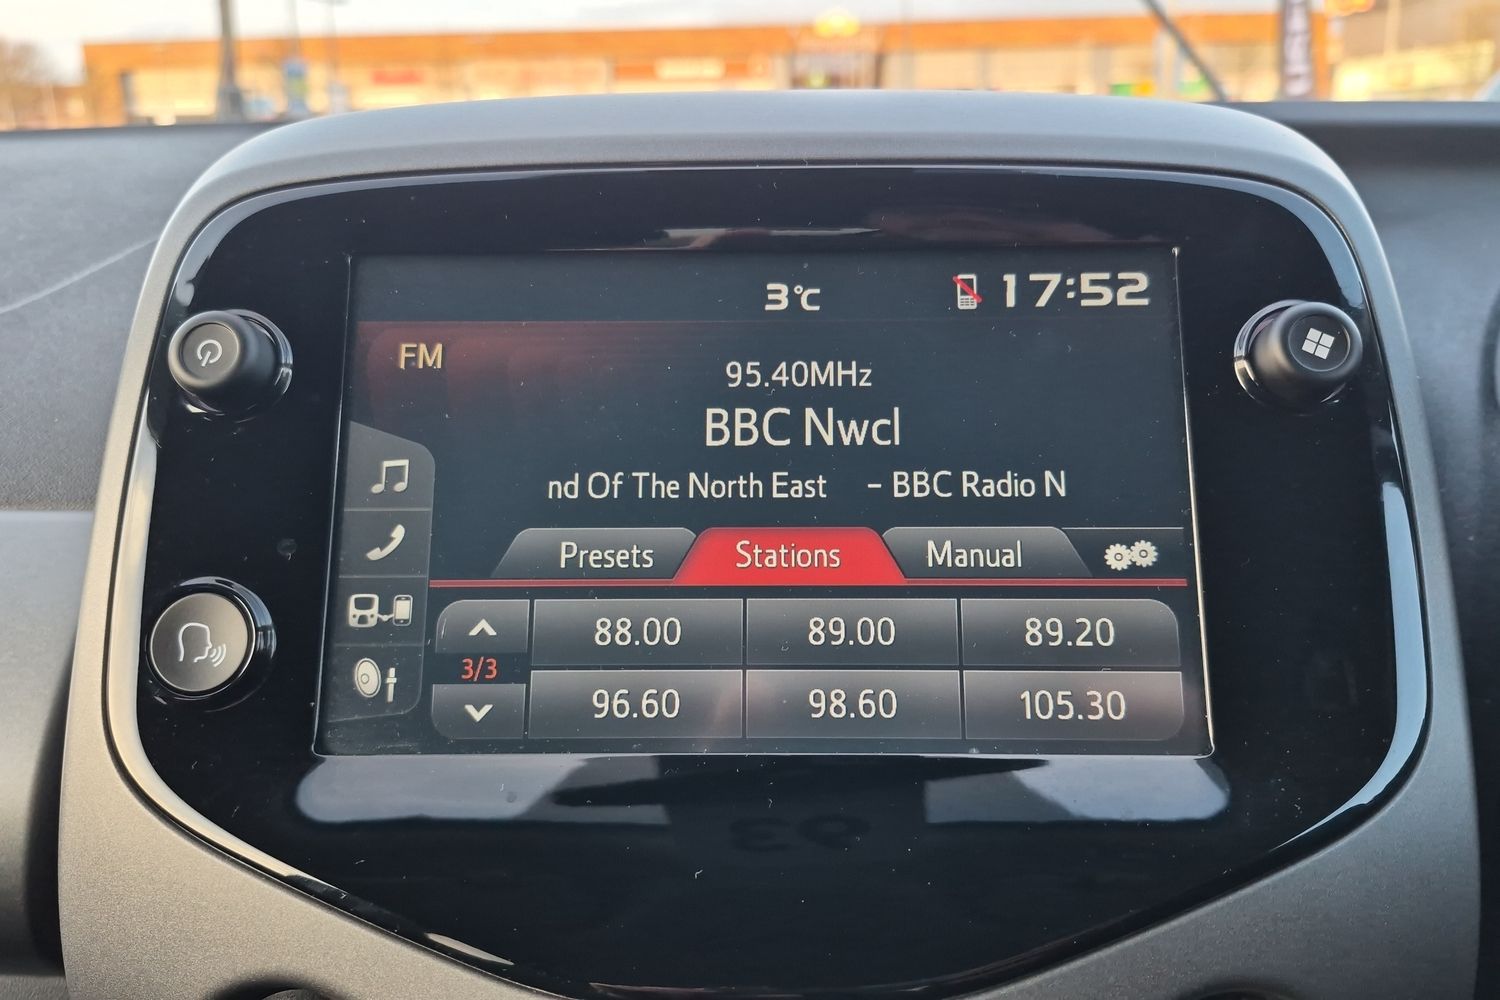 3°C 17:52
FM
95.40MHz
BBC Nwcl
nd Of The North East – BBC Radio N
Presets Stations Manual
88.00 89.00 89.20
3/3
96.60 98.60 105.30